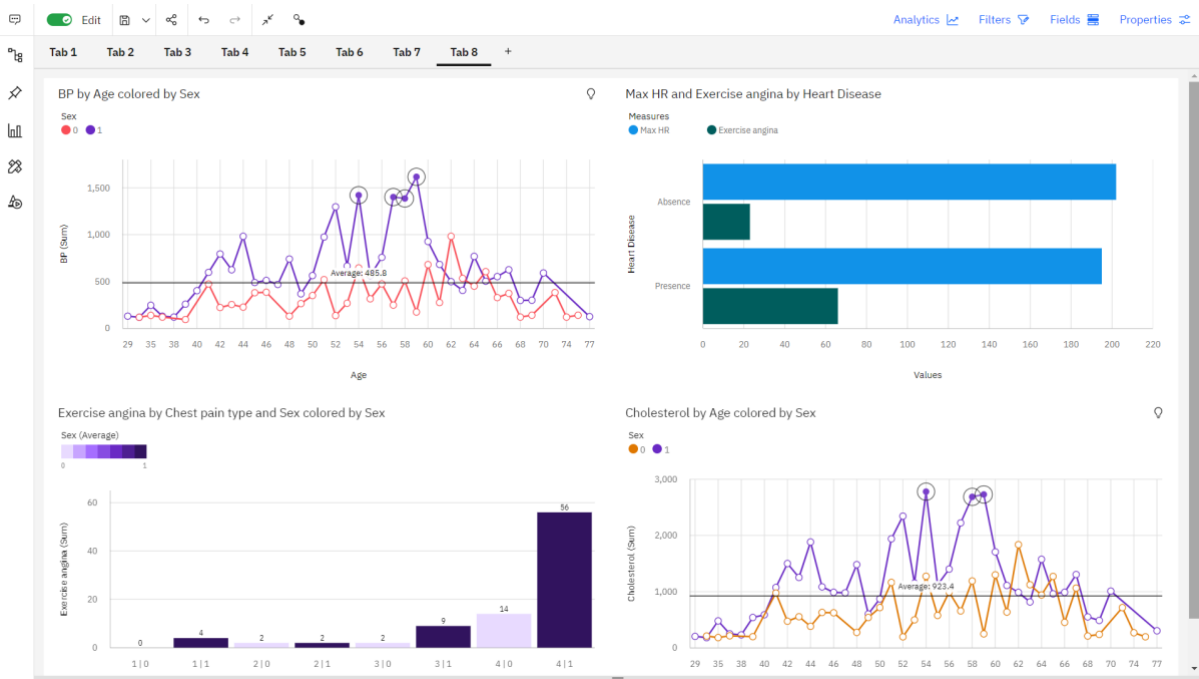 Edit
Analytics
Filters
Fields
Properties
Tab 1
Tab 2
Tab 3
Tab 4
Tab 5
Tab 6
Tab 7
Tab 8
+
BP by Age colored by Sex
Sex
0 1
BP (Sum)
1,500
1,000
500
0
Average: 485.8
29 35 38 40 42 44 46 48 50 52 54 56 58 60 62 64 66 68 70 74 77
Age
Max HR and Exercise angina by Heart Disease
Measures
Max HR Exercise angina
Heart Disease
Absence
Presence
0 20 40 60 80 100 120 140 160 180 200 220
Values
Exercise angina by Chest pain type and Sex colored by Sex
Sex (Average)
0 1
Exercise angina (Sum)
60
40
20
0
0 4 2 2 2 9 14 56
1 | 0 1 | 1 2 | 0 2 | 1 3 | 0 3 | 1 4 | 0 4 | 1
Cholesterol by Age colored by Sex
Sex
0 1
Cholesterol (Sum)
3,000
2,000
1,000
0
Average: 923.4
29 35 38 40 42 44 46 48 50 52 54 56 58 60 62 64 66 68 70 74 77